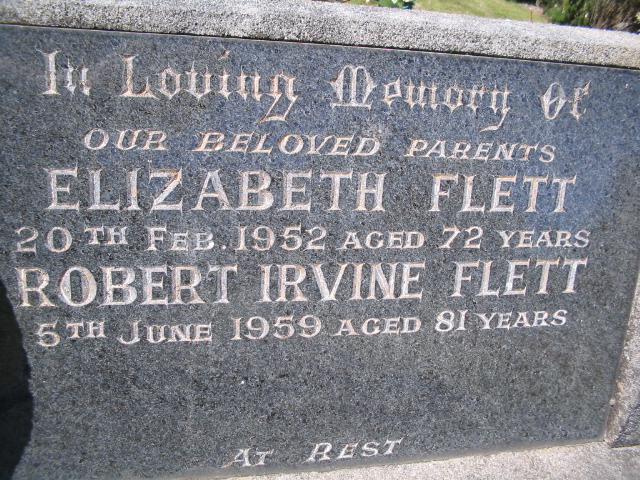 In Loving Memory Of
OUR BELOVED PARENTS
ELIZABETH FLETT
20TH FEB. 1952 AGED 72 YEARS
ROBERT IRVINE FLETT
5TH JUNE 1959 AGED 81 YEARS
AT REST